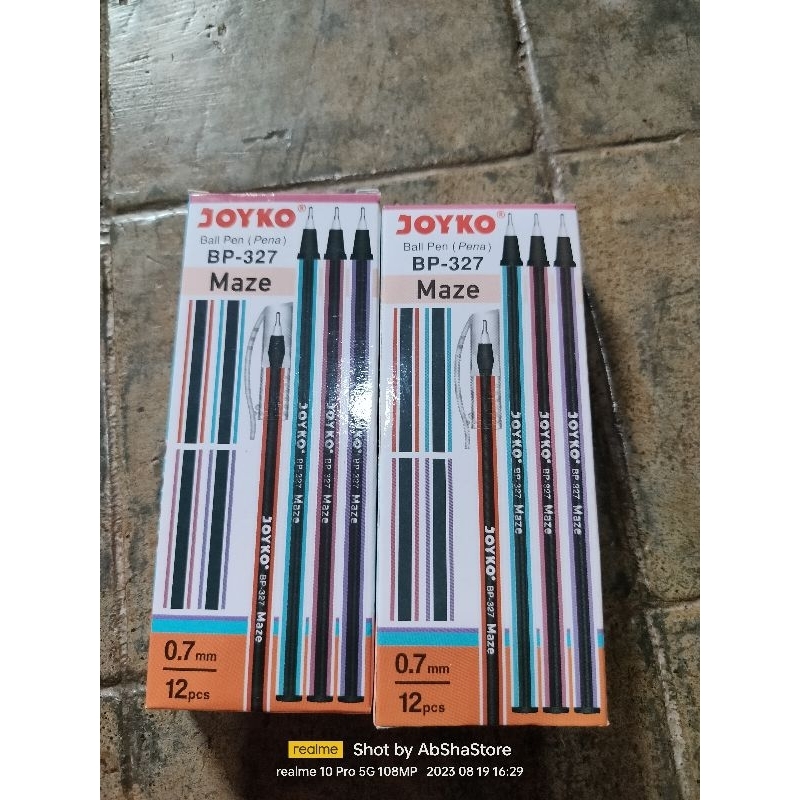 JOYKO®
Ball Pen (Pena)
BP-327
Maze
JOYKO® BP-327 Maze
JOYKO® BP-327 Maze
JOYKO® BP-327 Maze
JOYKO® BP-327 Maze
0.7mm
12pcs
JOYKO®
Ball Pen (Pena)
BP-327
Maze
JOYKO® BP-327 Maze
JOYKO® BP-327 Maze
JOYKO® BP-327 Maze
JOYKO® BP-327 Maze
0.7mm
12pcs
realme Shot by AbShaStore
realme 10 Pro 5G 108MP 2023 08 19 16:29